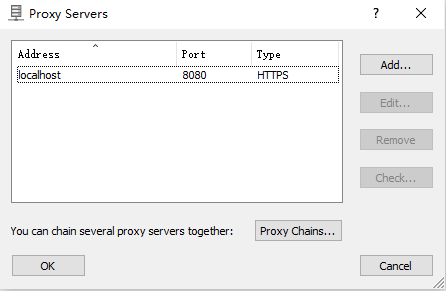 Proxy Servers
Address Port Type
localhost 8080 HTTPS
Add...
Edit...
Remove
Check...
You can chain several proxy servers together: Proxy Chains...
OK Cancel